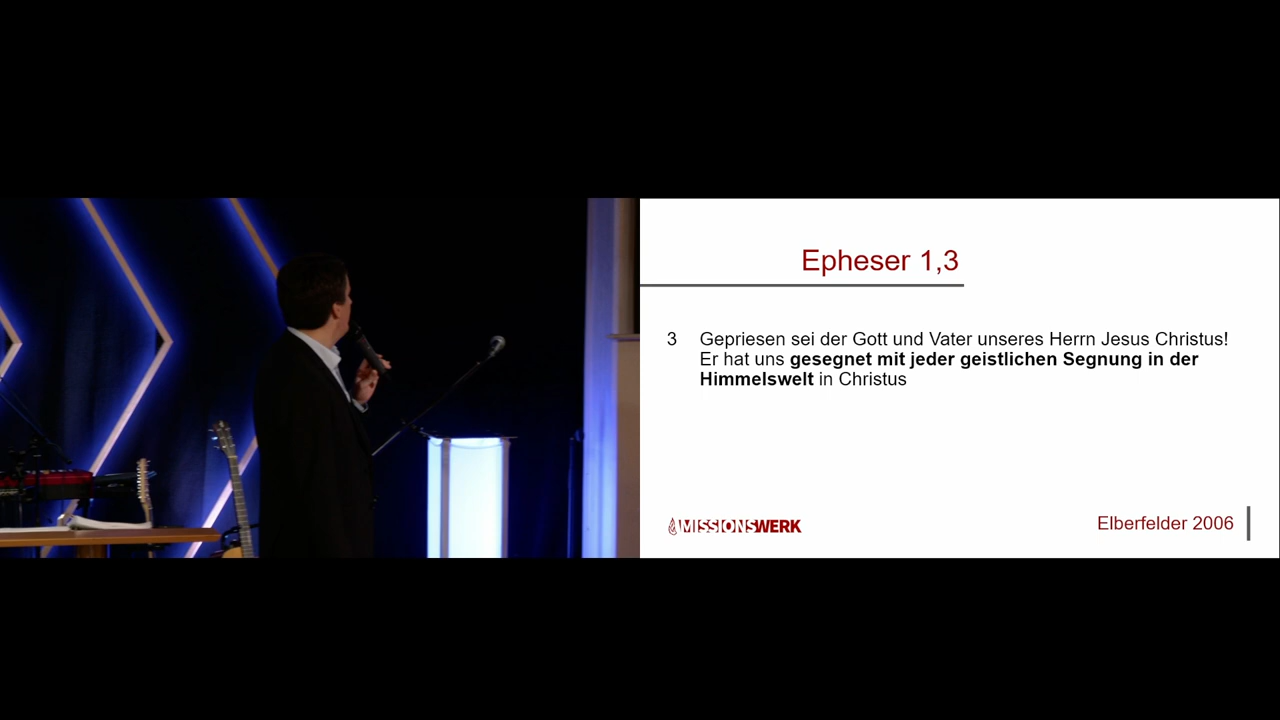 Epheser 1,3
3 Gepriesen sei der Gott und Vater unseres Herrn Jesus Christus!
Er hat uns gesegnet mit jeder geistlichen Segnung in der
Himmelswelt in Christus
MISSIONSWERK
Elberfelder 2006